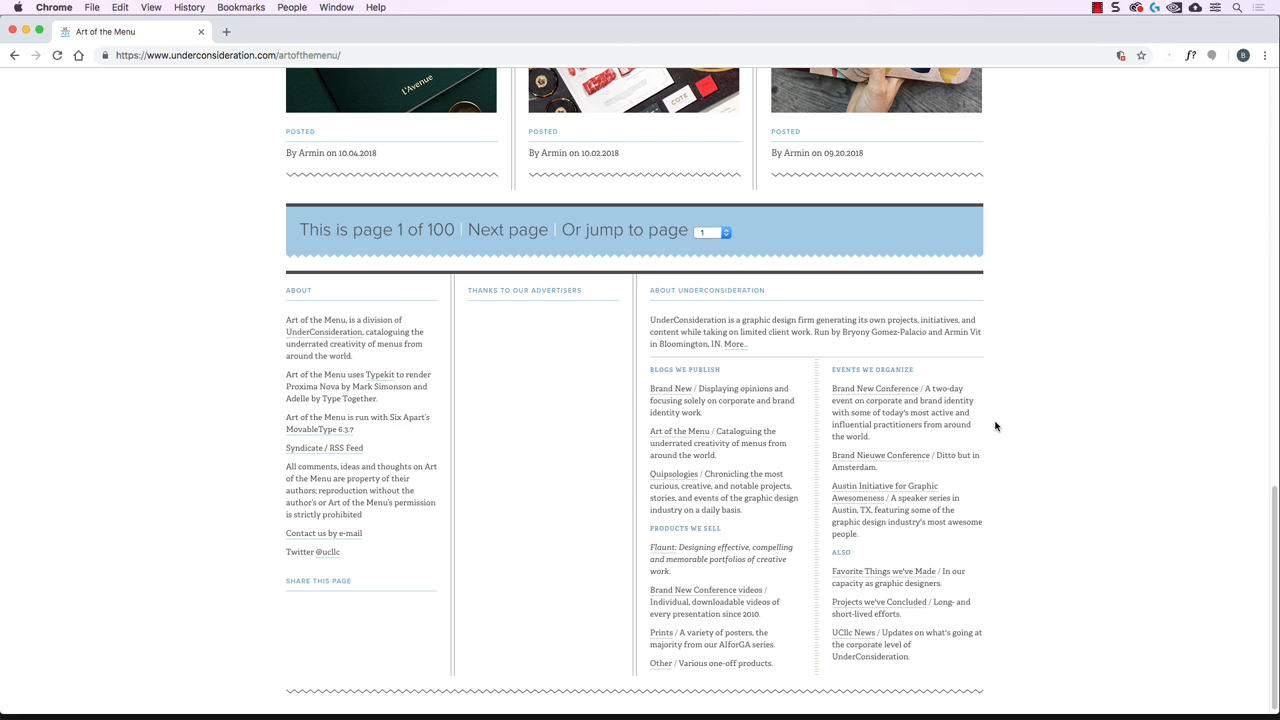 Chrome File Edit View History Bookmarks People Window Help
Art of the Menu
https://www.underconsideration.com/artofthemenu/
f?
B
L'Avenue
COTE
POSTED
By Armin on 10.04.2018
POSTED
By Armin on 10.02.2018
POSTED
By Armin on 09.20.2018
This is page 1 of 100 | Next page | Or jump to page 1
ABOUT
Art of the Menu, is a division of
UnderConsideration, cataloguing the
underrated creativity of menus from
around the world.
Art of the Menu uses Typekit to render
Proxima Nova by Mark Simonson and
Adelle by Type Together.
Art of the Menu is run with Six Apart's
MovableType 6.3.7
Syndicate / RSS Feed
All comments, ideas and thoughts on Art
of the Menu are property of their
authors; reproduction without the
author's or Art of the Menu's permission
is strictly prohibited
Contact us by e-mail
Twitter @ucllc
SHARE THIS PAGE
THANKS TO OUR ADVERTISERS
ABOUT UNDERCONSIDERATION
UnderConsideration is a graphic design firm generating its own projects, initiatives, and
content while taking on limited client work. Run by Bryony Gomez-Palacio and Armin Vit
in Bloomington, IN. More…
BLOGS WE PUBLISH
Brand New / Displaying opinions and
focusing solely on corporate and brand
identity work.
Art of the Menu / Cataloguing the
underrated creativity of menus from
around the world.
Quipsologies / Chronicling the most
curious, creative, and notable projects,
stories, and events of the graphic design
industry on a daily basis.
PRODUCTS WE SELL
Flaunt: Designing effective, compelling
and memorable portfolios of creative
work.
Brand New Conference videos /
Individual, downloadable videos of
every presentation since 2010.
Prints / A variety of posters, the
majority from our AIforGA series.
Other / Various one-off products.
EVENTS WE ORGANIZE
Brand New Conference / A two-day
event on corporate and brand identity
with some of today's most active and
influential practitioners from around
the world.
Brand Nieuwe Conference / Ditto but in
Amsterdam.
Austin Initiative for Graphic
Awesomeness / A speaker series in
Austin, TX, featuring some of the
graphic design industry's most awesome
people.
ALSO
Favorite Things we've Made / In our
capacity as graphic designers.
Projects we've Concluded / Long- and
short-lived efforts.
UCllc News / Updates on what's going at
the corporate level of
UnderConsideration.